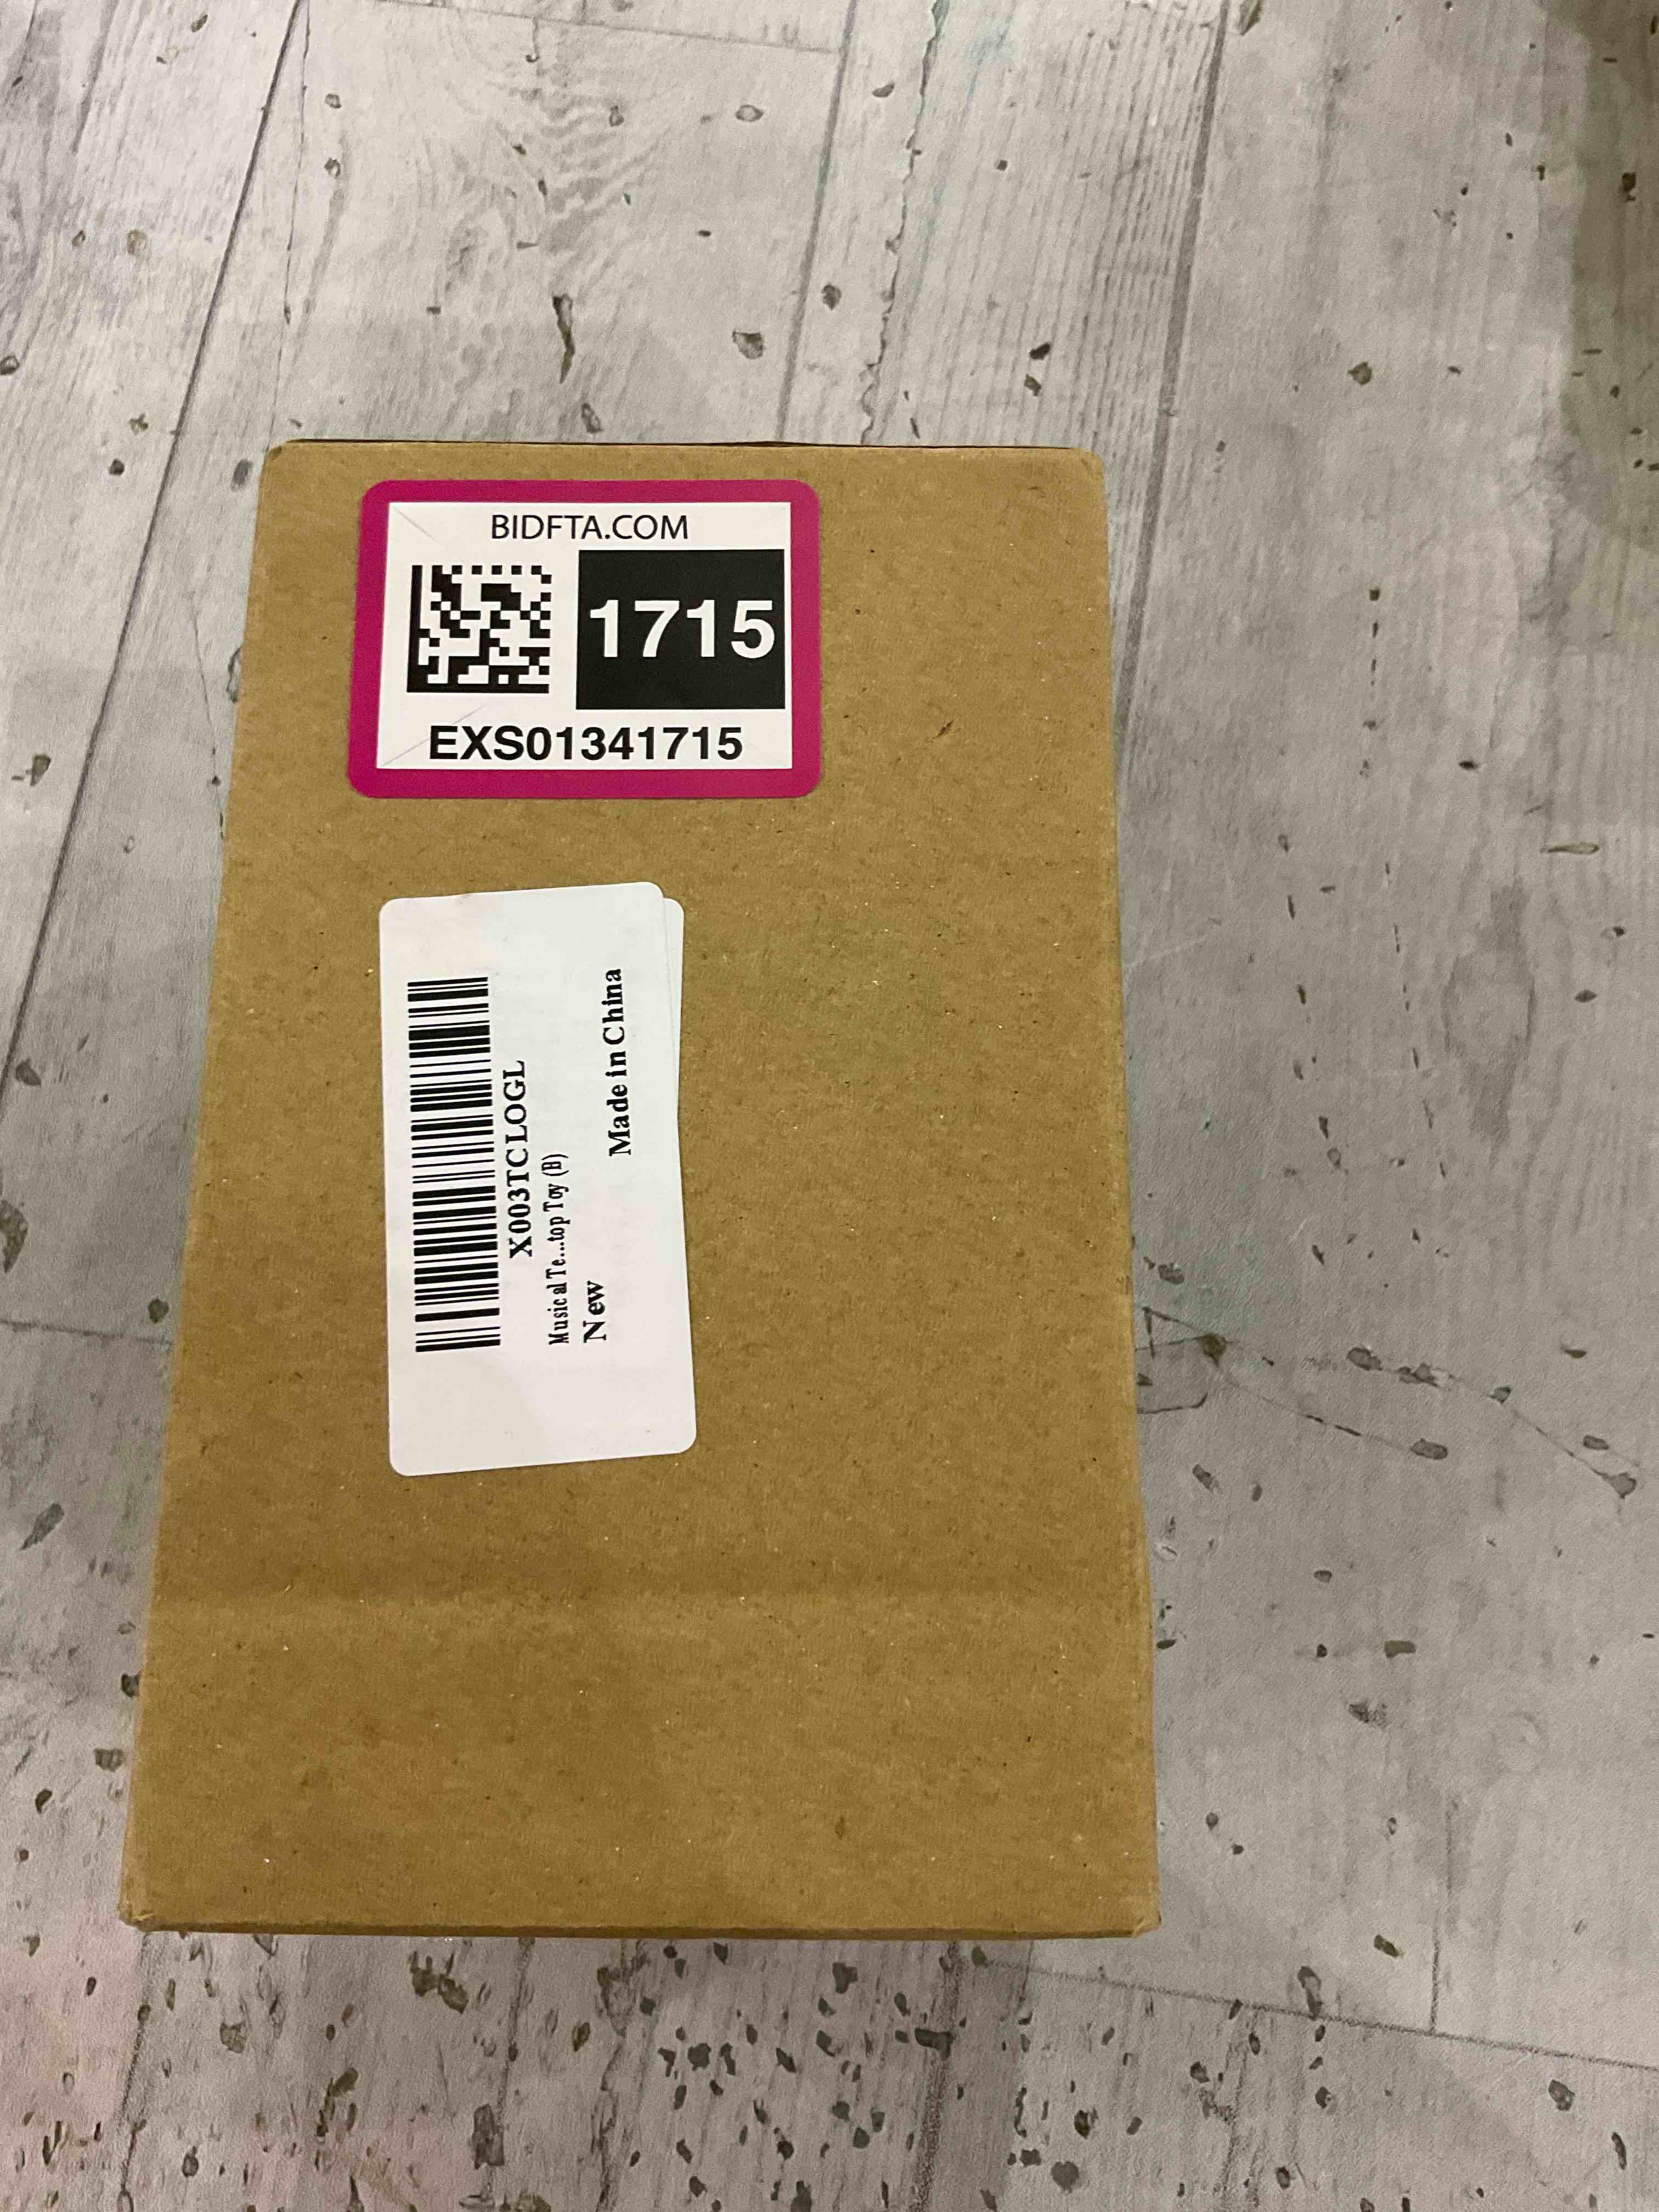 BIDFTA.COM
1715
EXS01341715
X003TCLOGL
Musical Te...top Toy (B)
New
Made in China